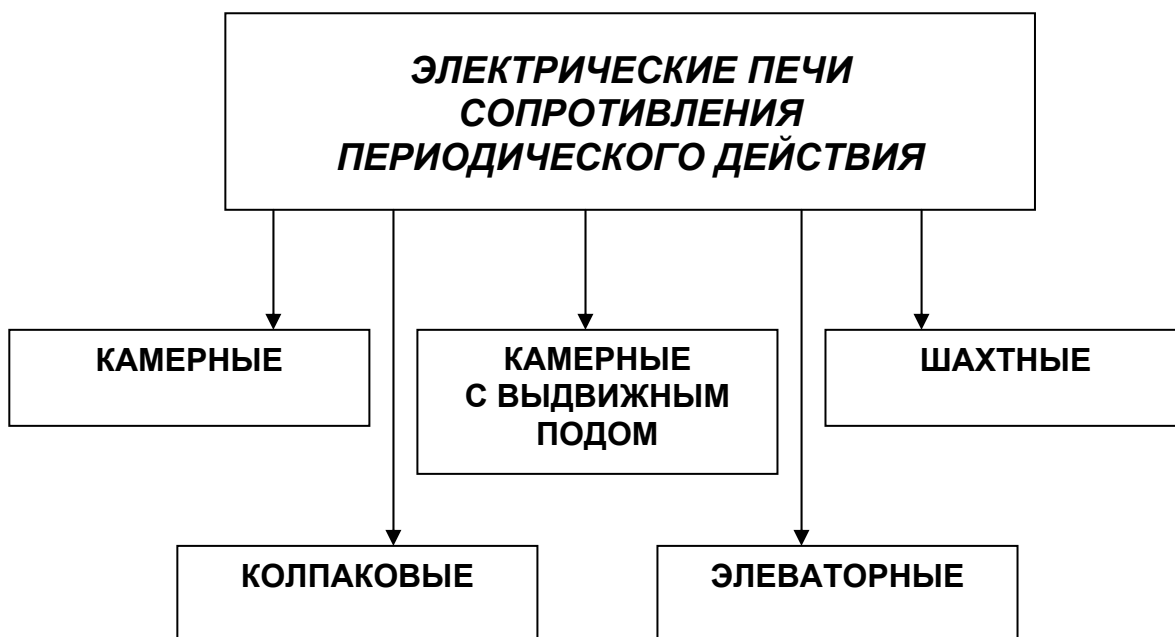 ЭЛЕКТРИЧЕСКИЕ ПЕЧИ
СОПРОТИВЛЕНИЯ
ПЕРИОДИЧЕСКОГО ДЕЙСТВИЯ
КАМЕРНЫЕ
КАМЕРНЫЕ
С ВЫДВИЖНЫМ
ПОДОМ
ШАХТНЫЕ
КОЛПАКОВЫЕ
ЭЛЕВАТОРНЫЕ